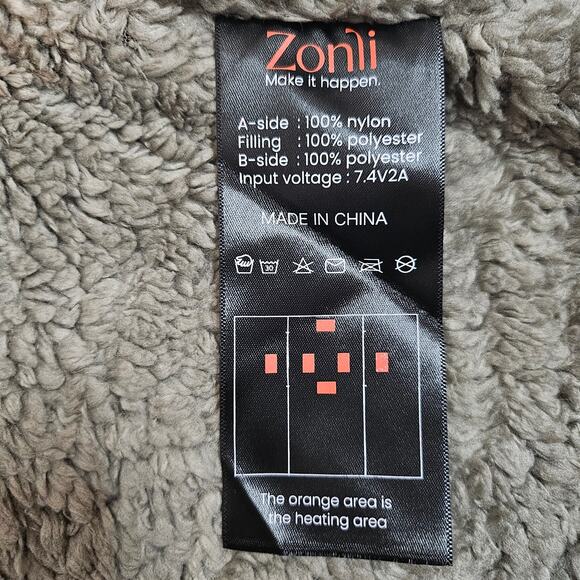 Zonli
Make it happen.
A-side : 100% nylon
Filling : 100% polyester
B-side : 100% polyester
Input voltage : 7.4V2A
MADE IN CHINA
30
The orange area is
the heating area